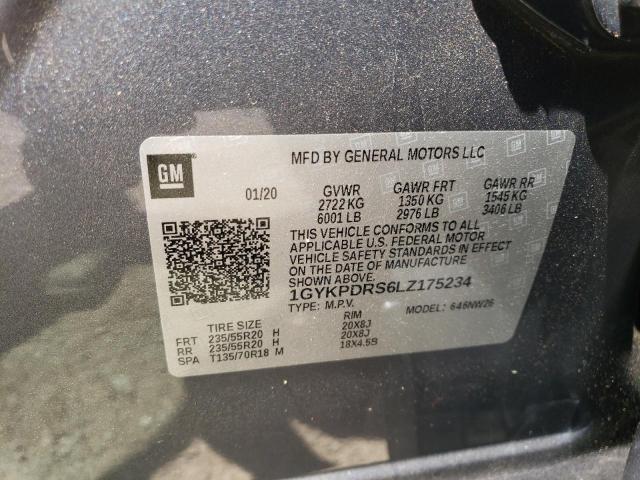 GM
MFD BY GENERAL MOTORS LLC
01/20 GVWR GAWR FRT GAWR RR
2722 KG 1350 KG 1545 KG
6001 LB 2976 LB 3406 LB
THIS VEHICLE CONFORMS TO ALL
APPLICABLE U.S. FEDERAL MOTOR
VEHICLE SAFETY STANDARDS IN EFFECT
ON THE DATE OF MANUFACTURE
SHOWN ABOVE.
1GYKPDRS6LZ175234
TYPE: M.P.V. MODEL: 646NW26
TIRE SIZE RIM
FRT 235/55R20 H 20X8J
RR 235/55R20 H 20X8J
SPA T135/70R18 M 18X4.5B